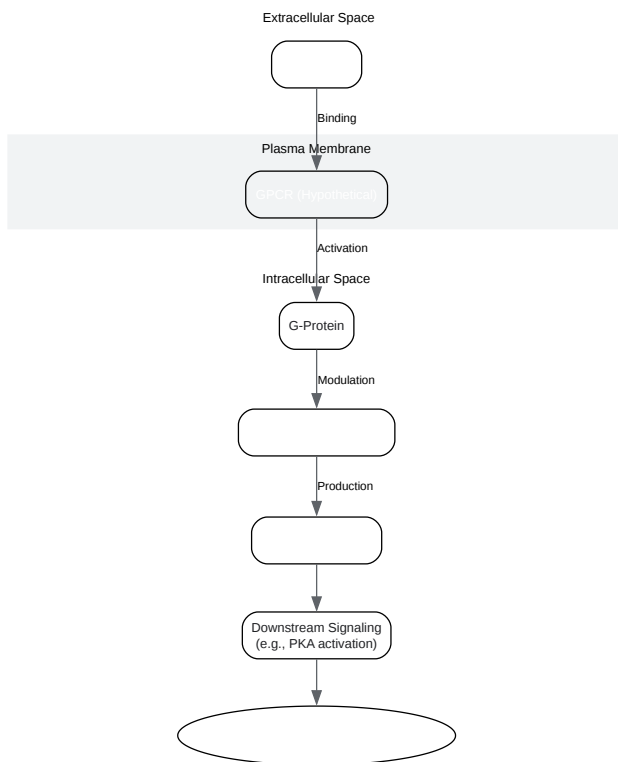 Extracellular Space
Binding
Plasma Membrane
GPCR (Hypothetical)
Activation
Intracellular Space
G-Protein
Modulation
Production
Downstream Signaling
(e.g., PKA activation)